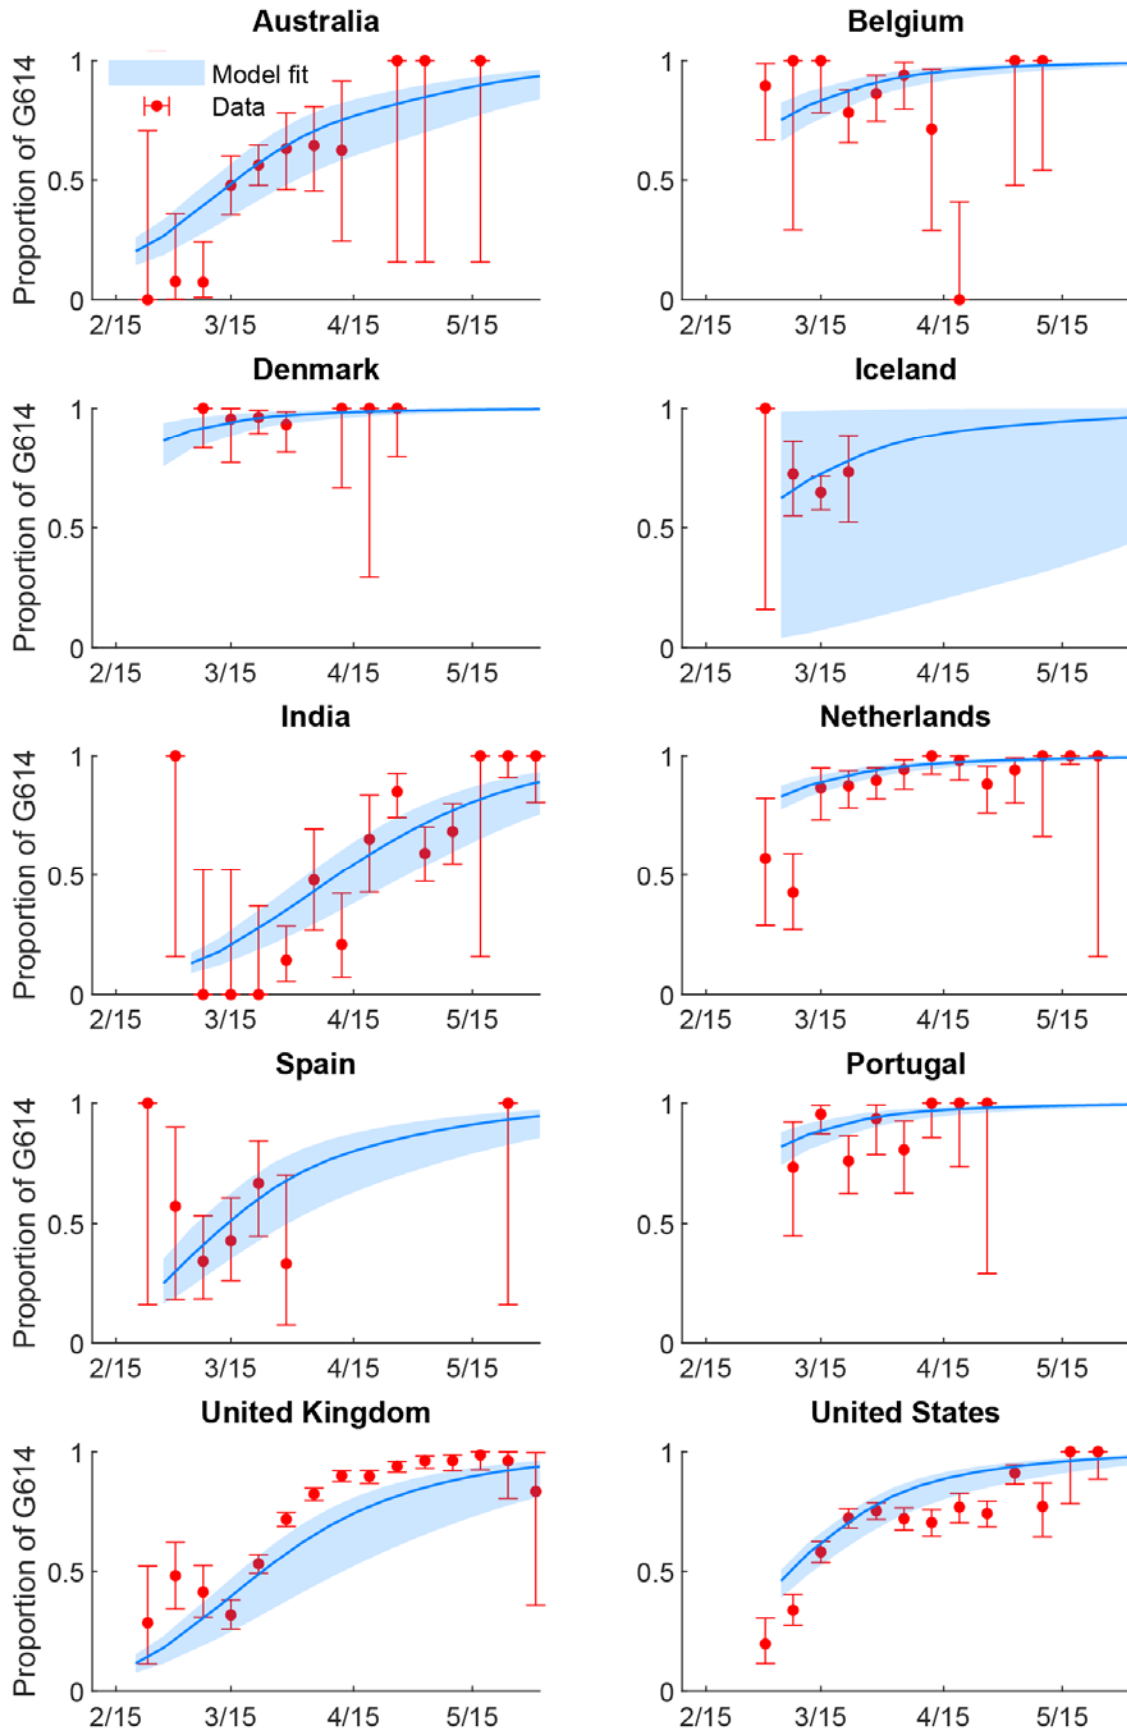 Australia
Belgium
Proportion of G614
1
0.5
0
Model fit
Data
2/15 3/15 4/15 5/15
1
0.5
0
2/15 3/15 4/15 5/15
Denmark
Iceland
Proportion of G614
1
0.5
0
2/15 3/15 4/15 5/15
1
0.5
0
2/15 3/15 4/15 5/15
India
Netherlands
Proportion of G614
1
0.5
0
2/15 3/15 4/15 5/15
1
0.5
0
2/15 3/15 4/15 5/15
Spain
Portugal
Proportion of G614
1
0.5
0
2/15 3/15 4/15 5/15
1
0.5
0
2/15 3/15 4/15 5/15
United Kingdom
United States
Proportion of G614
1
0.5
0
2/15 3/15 4/15 5/15
1
0.5
0
2/15 3/15 4/15 5/15